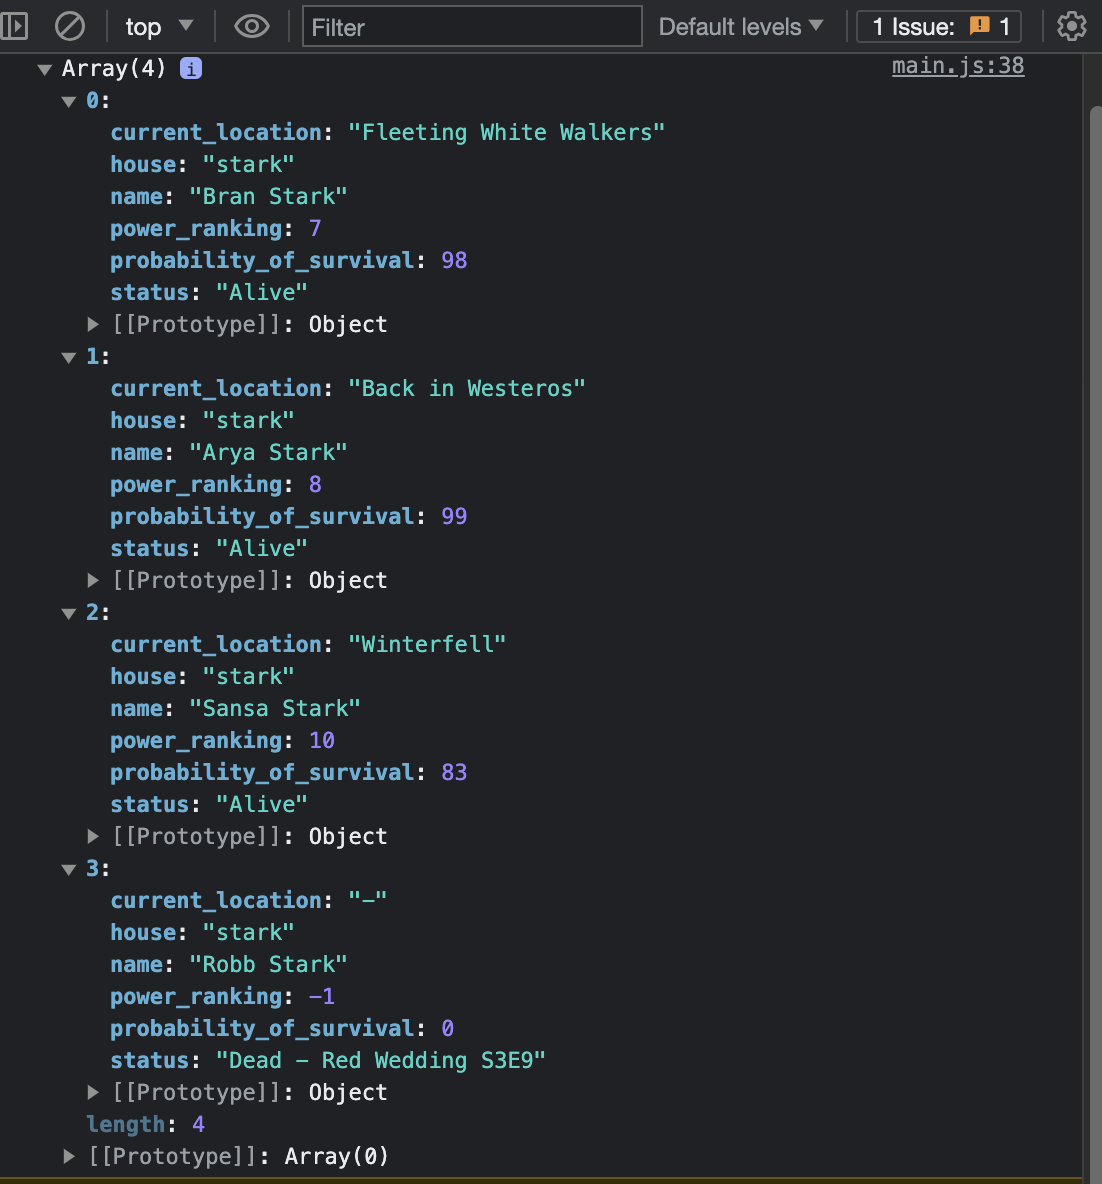 top Filter Default levels 1 Issue: 1
Array(4) i main.js:38
0:
current_location: "Fleeting White Walkers"
house: "stark"
name: "Bran Stark"
power_ranking: 7
probability_of_survival: 98
status: "Alive"
[[Prototype]]: Object
1:
current_location: "Back in Westeros"
house: "stark"
name: "Arya Stark"
power_ranking: 8
probability_of_survival: 99
status: "Alive"
[[Prototype]]: Object
2:
current_location: "Winterfell"
house: "stark"
name: "Sansa Stark"
power_ranking: 10
probability_of_survival: 83
status: "Alive"
[[Prototype]]: Object
3:
current_location: "-"
house: "stark"
name: "Robb Stark"
power_ranking: -1
probability_of_survival: 0
status: "Dead - Red Wedding S3E9"
[[Prototype]]: Object
length: 4
[[Prototype]]: Array(0)